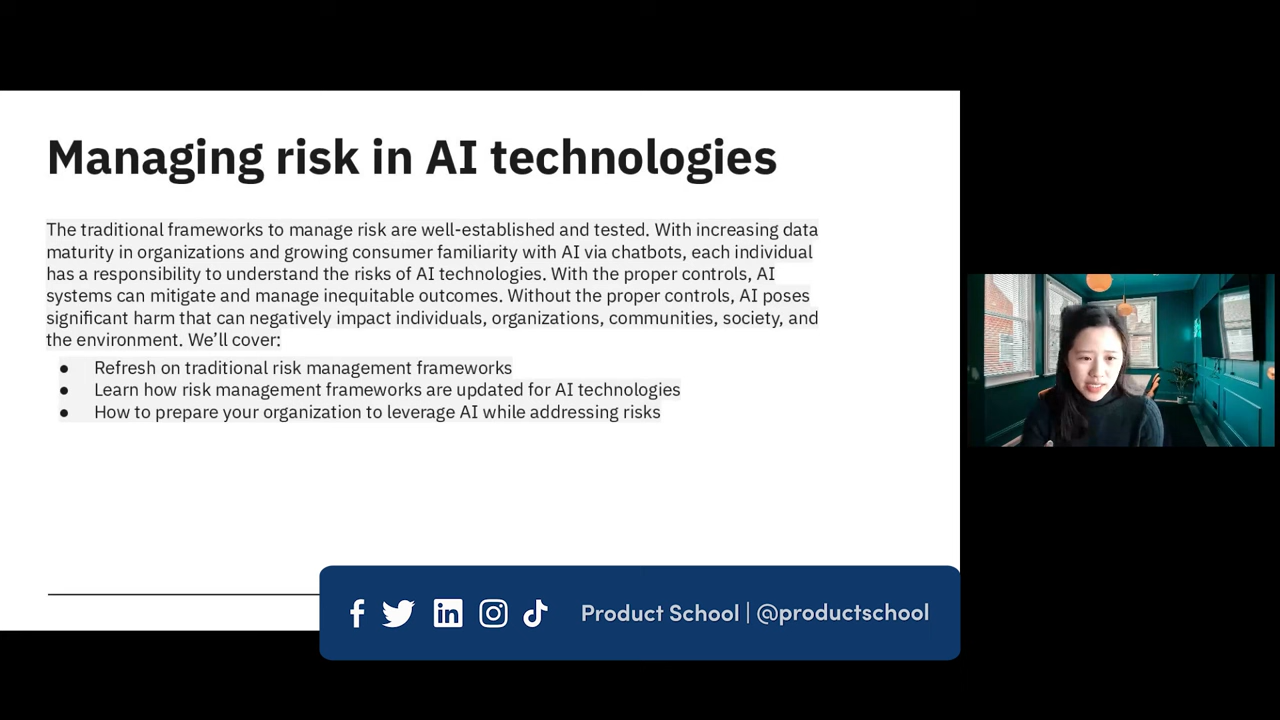 Managing risk in AI technologies
The traditional frameworks to manage risk are well-established and tested. With increasing data
maturity in organizations and growing consumer familiarity with AI via chatbots, each individual
has a responsibility to understand the risks of AI technologies. With the proper controls, AI
systems can mitigate and manage inequitable outcomes. Without the proper controls, AI poses
significant harm that can negatively impact individuals, organizations, communities, society, and
the environment. We’ll cover:
● Refresh on traditional risk management frameworks
● Learn how risk management frameworks are updated for AI technologies
● How to prepare your organization to leverage AI while addressing risks
Product School | @productschool